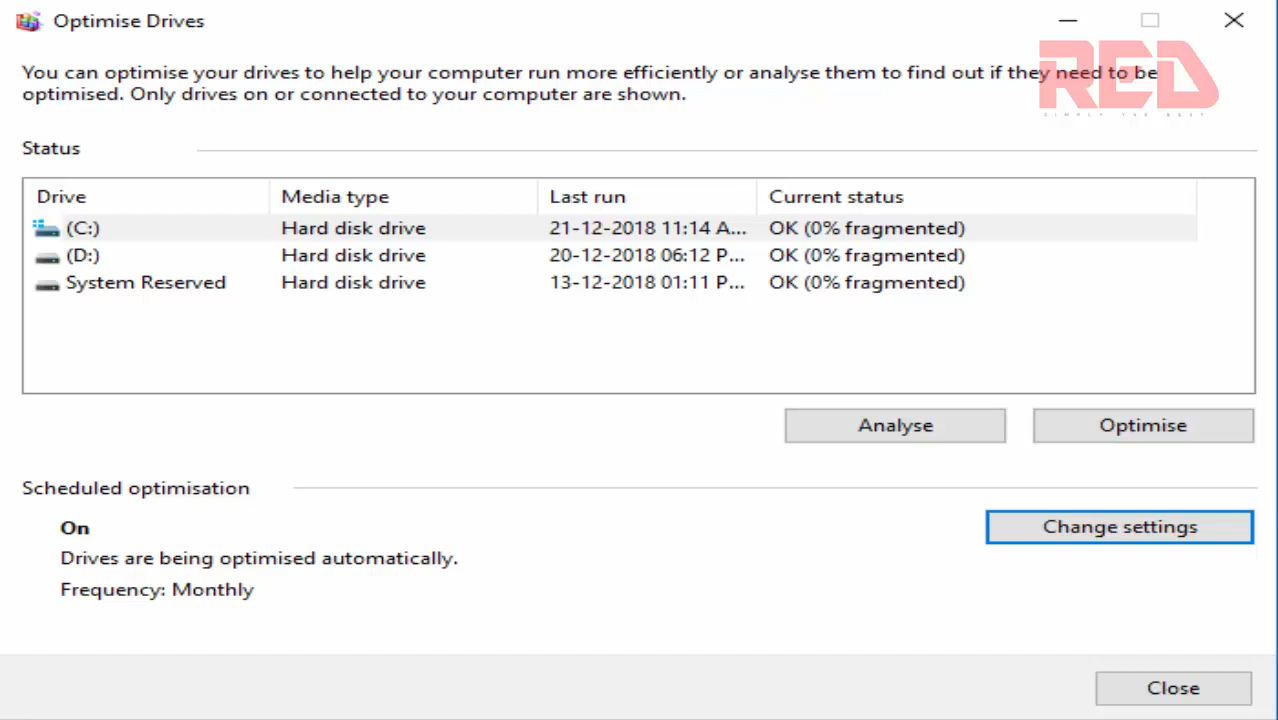 Optimise Drives
RED
SIMPLY THE BEST
You can optimise your drives to help your computer run more efficiently or analyse them to find out if they need to be
optimised. Only drives on or connected to your computer are shown.
Status
Drive Media type Last run Current status
(C:) Hard disk drive 21-12-2018 11:14 A... OK (0% fragmented)
(D:) Hard disk drive 20-12-2018 06:12 P... OK (0% fragmented)
System Reserved Hard disk drive 13-12-2018 01:11 P... OK (0% fragmented)
Analyse Optimise
Scheduled optimisation
On
Change settings
Drives are being optimised automatically.
Frequency: Monthly
Close